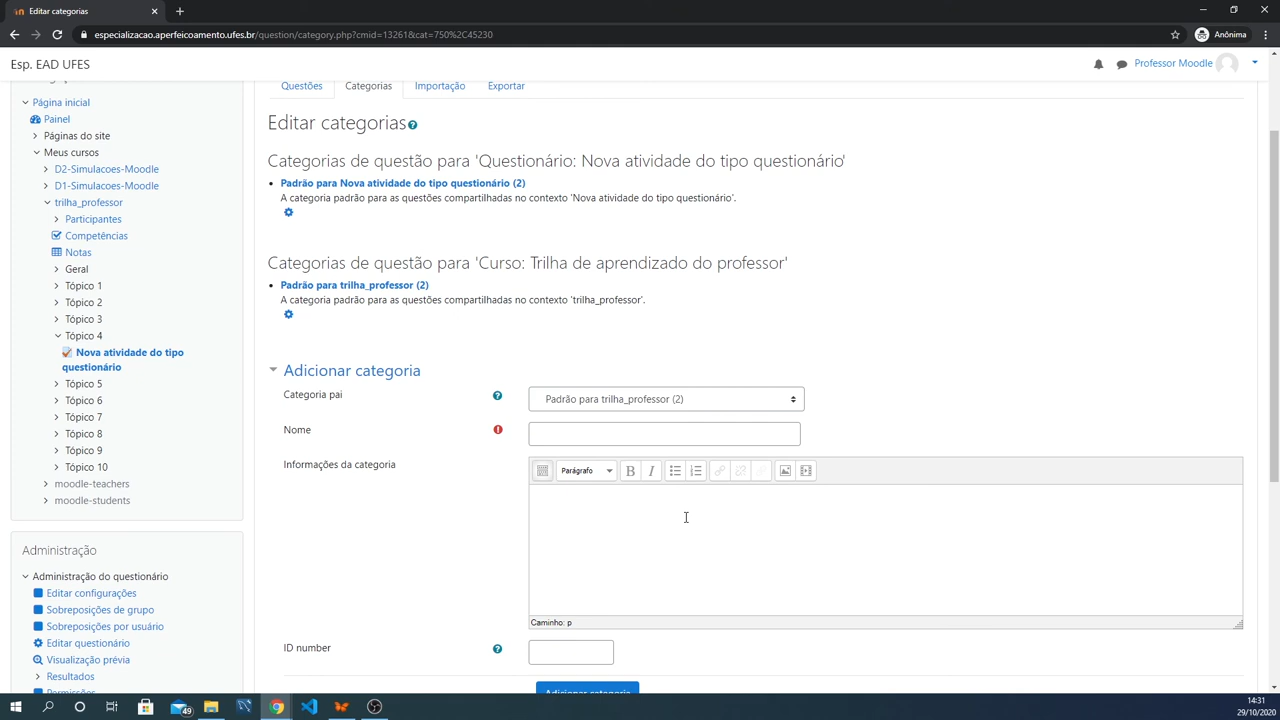 Editar categorias
especializacao.aperfeicoamento.ufes.br/question/category.php?cmid=13261&cat=750%2C45230
Anônima
Esp. EAD UFES
Professor Moodle
Página inicial
Painel
Páginas do site
Meus cursos
D2-Simulacoes-Moodle
D1-Simulacoes-Moodle
trilha_professor
Participantes
Competências
Notas
Geral
Tópico 1
Tópico 2
Tópico 3
Tópico 4
Nova atividade do tipo
questionário
Tópico 5
Tópico 6
Tópico 7
Tópico 8
Tópico 9
Tópico 10
moodle-teachers
moodle-students
Administração
Administração do questionário
Editar configurações
Sobreposições de grupo
Sobreposições por usuário
Editar questionário
Visualização prévia
Resultados
Permissões
Questões Categorias Importação Exportar
Editar categorias
Categorias de questão para 'Questionário: Nova atividade do tipo questionário'
Padrão para Nova atividade do tipo questionário (2)
A categoria padrão para as questões compartilhadas no contexto 'Nova atividade do tipo questionário'.
Categorias de questão para 'Curso: Trilha de aprendizado do professor'
Padrão para trilha_professor (2)
A categoria padrão para as questões compartilhadas no contexto 'trilha_professor'.
Adicionar categoria
Categoria pai
Padrão para trilha_professor (2)
Nome
Informações da categoria
Parágrafo B I
Caminho: p
ID number
Adicionar categoria
49
14:31
29/10/2020